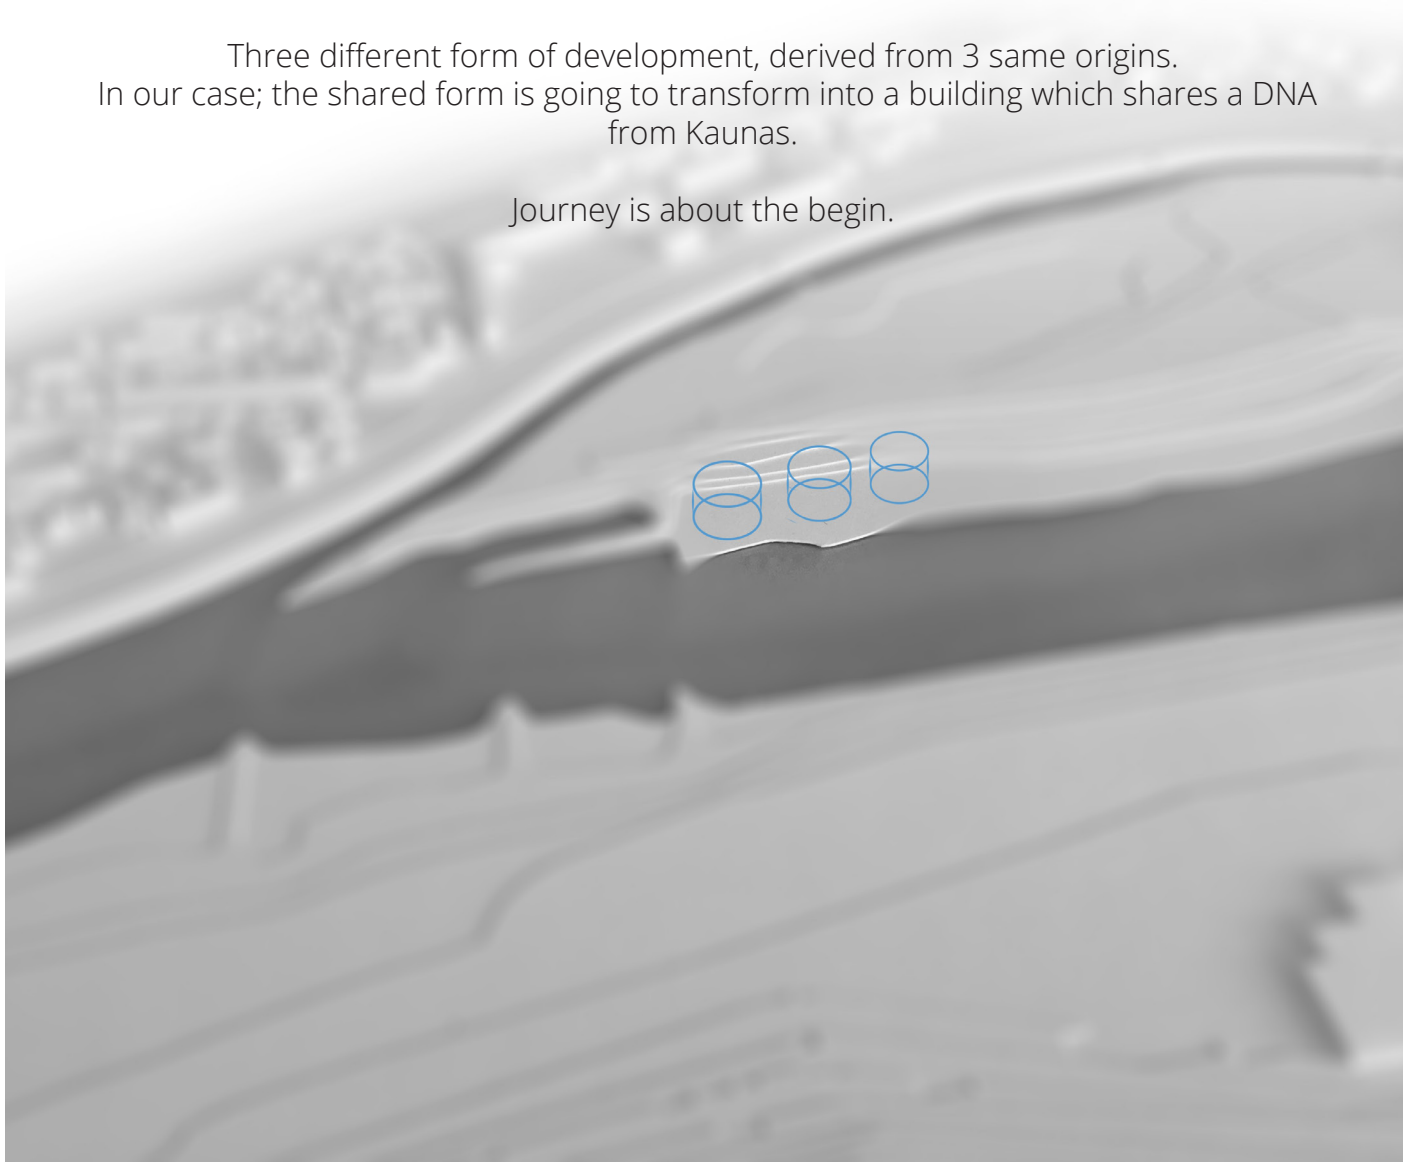 Three different form of development, derived from 3 same origins.
In our case; the shared form is going to transform into a building which shares a DNA
from Kaunas.
Journey is about the begin.